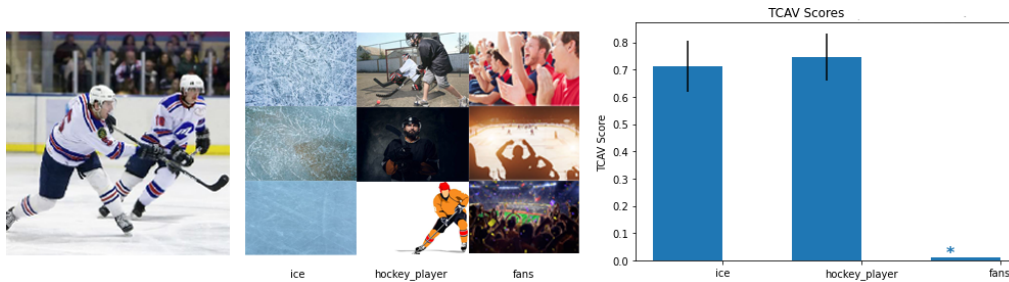 TCAV Scores
TCAV Score
0.8
0.7
0.6
0.5
0.4
0.3
0.2
0.1
0.0
*
ice
hockey_player
fans
ice
hockey_player
fans